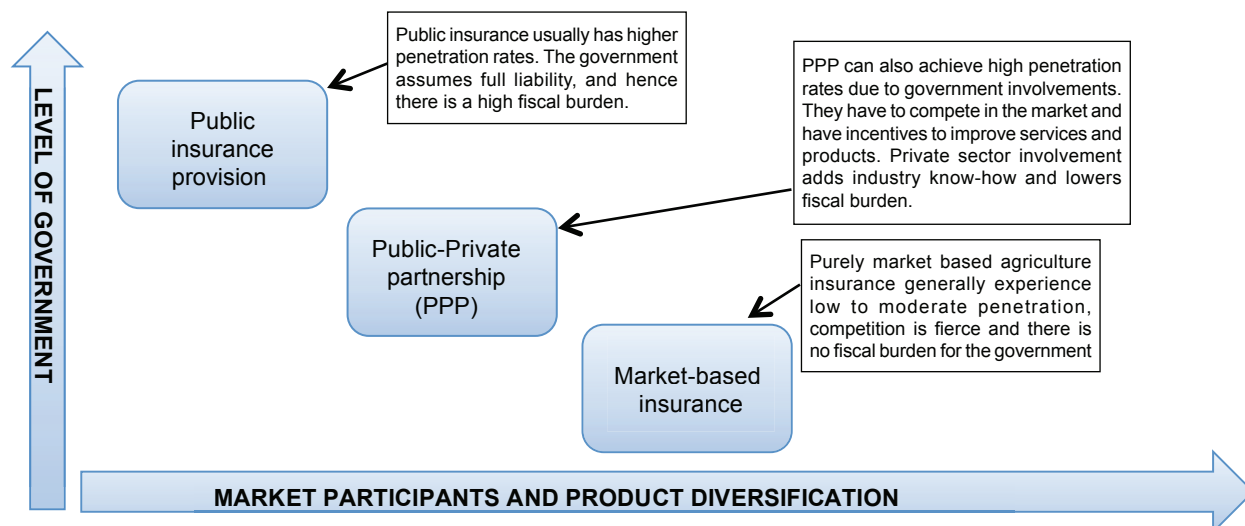 LEVEL OF GOVERNMENT
Public
insurance
provision
Public insurance usually has higher
penetration rates. The government
assumes full liability, and hence
there is a high fiscal burden.
Public-Private
partnership
(PPP)
PPP can also achieve high penetration
rates due to government involvements.
They have to compete in the market and
have incentives to improve services and
products. Private sector involvement
adds industry know-how and lowers
fiscal burden.
Market-based
insurance
Purely market based agriculture
insurance generally experience
low to moderate penetration,
competition is fierce and there is
no fiscal burden for the government
MARKET PARTICIPANTS AND PRODUCT DIVERSIFICATION